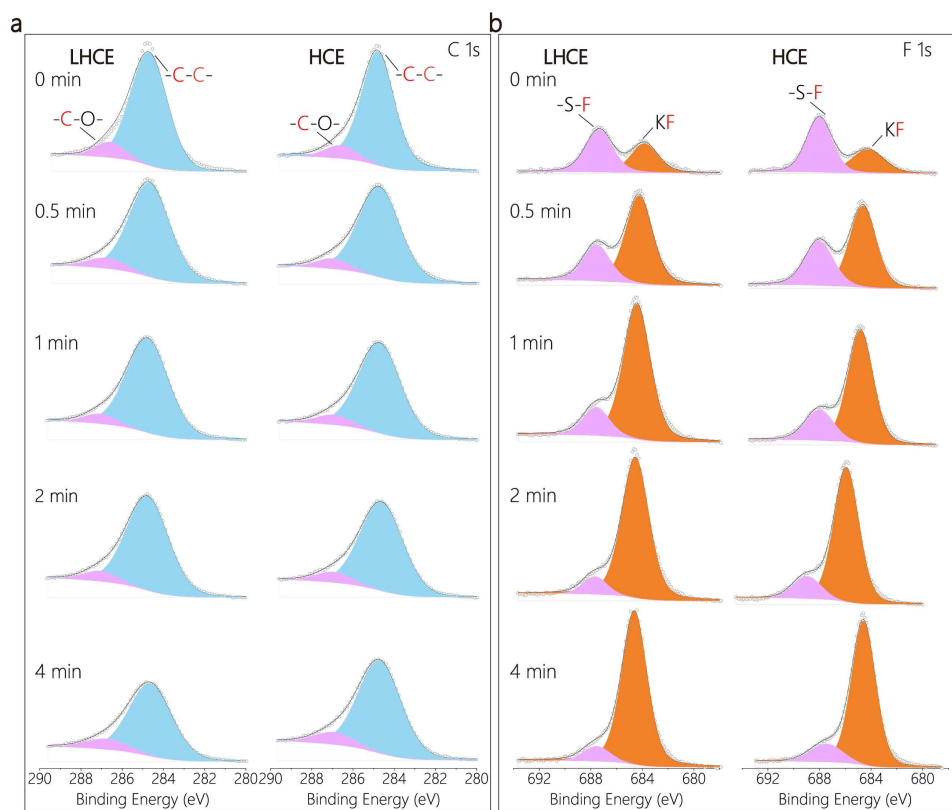 a
LHCE
HCE
C 1s
0 min
-C-C-
-C-C-
-C-O-
-C-O-
0.5 min
1 min
2 min
4 min
290 288 286 284 282 280
290 288 286 284 282 280
Binding Energy (eV)
Binding Energy (eV)
b
LHCE
HCE
F 1s
0 min
-S-F
KF
-S-F
KF
0.5 min
1 min
2 min
4 min
692 688 684 680
692 688 684 680
Binding Energy (eV)
Binding Energy (eV)